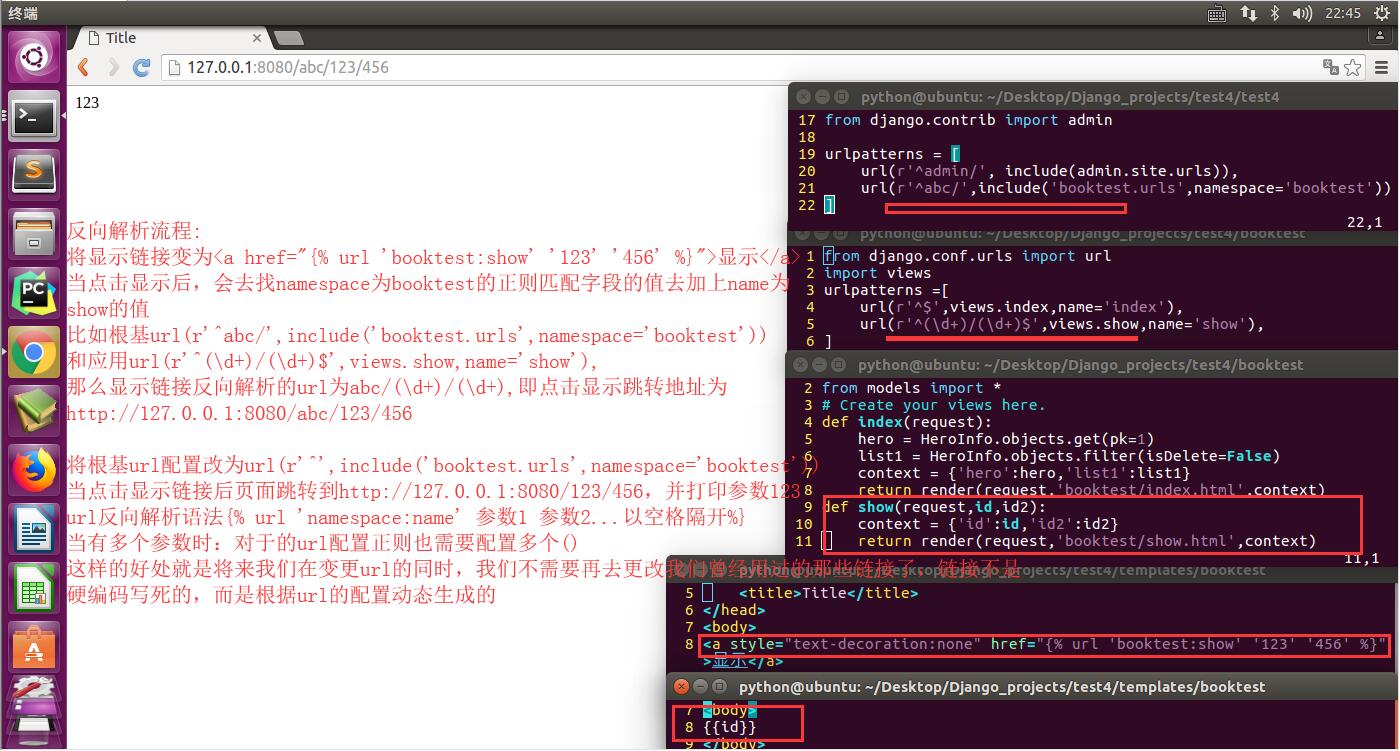 终端
22:45
Title
127.0.0.1:8080/abc/123/456
123
反向解析流程:
将显示链接变为<a href="{% url 'booktest:show' '123' '456' %}">显示</a>
当点击显示后，会去找namespace为booktest的正则匹配字段的值去加上name为
show的值
比如根基url(r'^abc/',include('booktest.urls',namespace='booktest'))
和应用url(r'^(\d+)/(\d+)$',views.show,name='show'),
那么显示链接反向解析的url为abc/(\d+)/(\d+),即点击显示跳转地址为
http://127.0.0.1:8080/abc/123/456
将根基url配置改为url(r'^',include('booktest.urls',namespace='booktest'))
当点击显示链接后页面跳转到http://127.0.0.1:8080/123/456，并打印参数123
url反向解析语法{% url 'namespace:name' 参数1 参数2...以空格隔开%}
当有多个参数时：对于的url配置正则也需要配置多个()
这样的好处就是将来我们在变更url的同时，我们不需要再去更改我们曾经用过的那些链接了，链接不是
硬编码写死的，而是根据url的配置动态生成的
python@ubuntu: ~/Desktop/Django_projects/test4/test4
17 from django.contrib import admin
18
19 urlpatterns = [
20     url(r'^admin/', include(admin.site.urls)),
21     url(r'^abc/',include('booktest.urls',namespace='booktest'))
22 ]
22,1
python@ubuntu: ~/Desktop/Django_projects/test4/booktest
1 from django.conf.urls import url
2 import views
3 urlpatterns =[
4     url(r'^$',views.index,name='index'),
5     url(r'^(\d+)/(\d+)$',views.show,name='show'),
6 ]
python@ubuntu: ~/Desktop/Django_projects/test4/booktest
2 from models import *
3 # Create your views here.
4 def index(request):
5     hero = HeroInfo.objects.get(pk=1)
6     list1 = HeroInfo.objects.filter(isDelete=False)
7     context = {'hero':hero,'list1':list1}
8     return render(request,'booktest/index.html',context)
9 def show(request,id,id2):
10     context = {'id':id,'id2':id2}
11     return render(request,'booktest/show.html',context)
11,1
python@ubuntu: ~/Desktop/Django_projects/test4/templates/booktest
5     <title>Title</title>
6 </head>
7 <body>
8 <a style="text-decoration:none" href="{% url 'booktest:show' '123' '456' %}"
>显示</a>
python@ubuntu: ~/Desktop/Django_projects/test4/templates/booktest
7 <body>
8 {{id}}
9 </body>